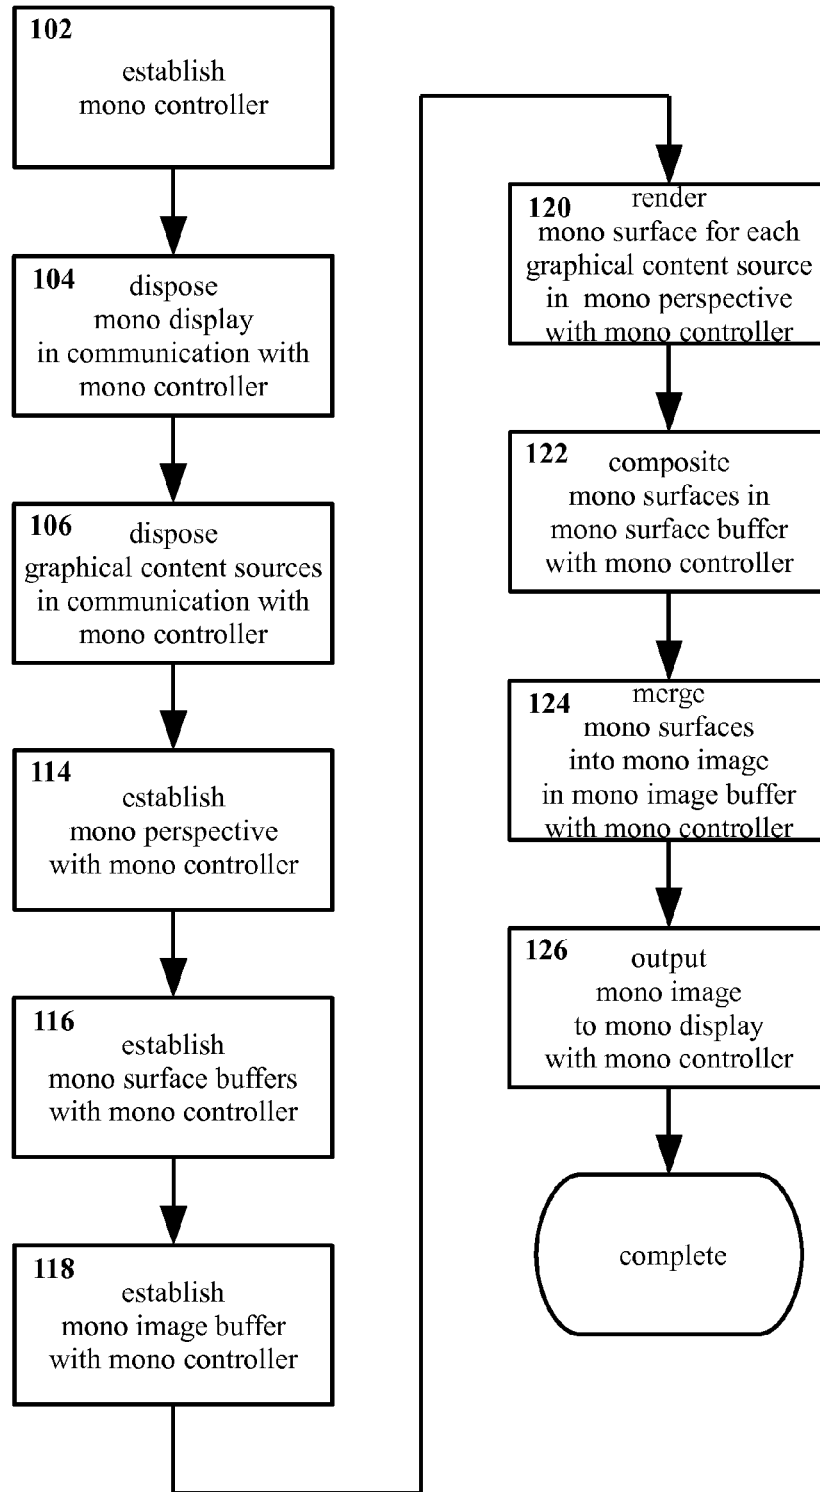 102
establish
mono controller
104
dispose
mono display
in communication with
mono controller
106
dispose
graphical content sources
in communication with
mono controller
114
establish
mono perspective
with mono controller
116
establish
mono surface buffers
with mono controller
118
establish
mono image buffer
with mono controller
120
render
mono surface for each
graphical content source
in mono perspective
with mono controller
122
composite
mono surfaces in
mono surface buffer
with mono controller
124
merge
mono surfaces
into mono image
in mono image buffer
with mono controller
126
output
mono image
to mono display
with mono controller
complete